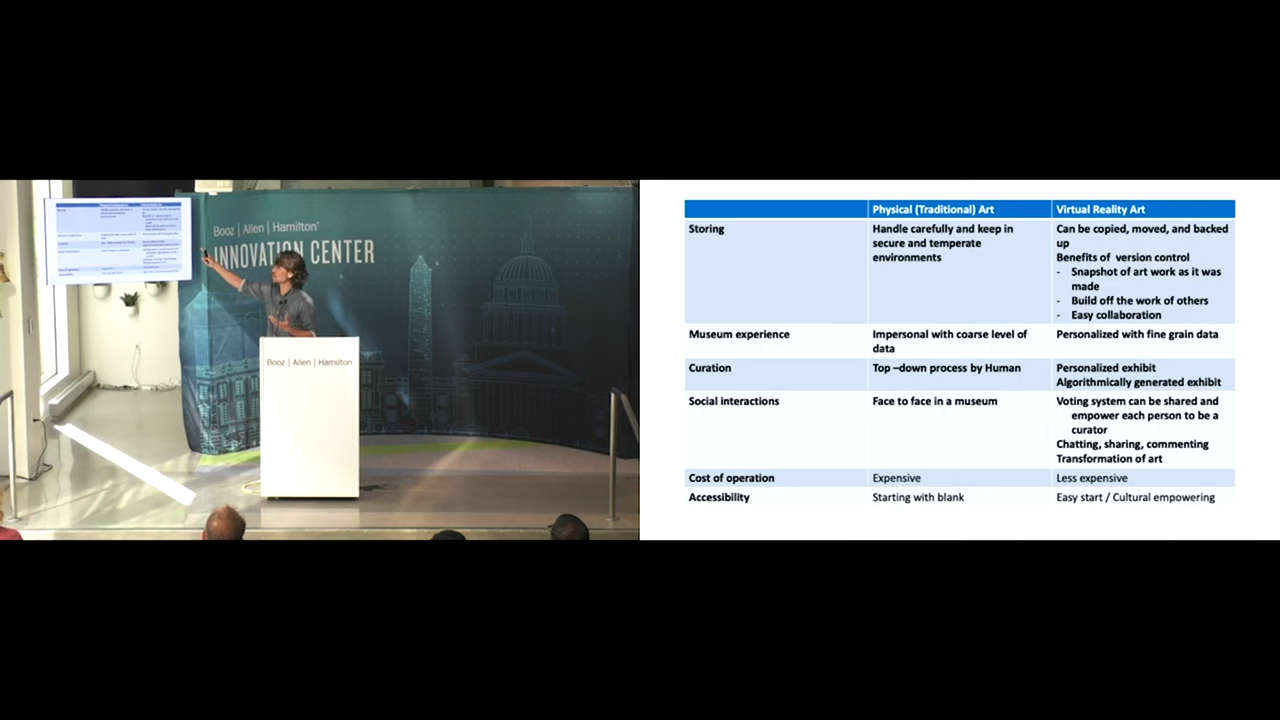 Booz | Allen | Hamilton®
INNOVATION CENTER
Booz | Allen | Hamilton
Physical (Traditional) Art
Virtual Reality Art
Storing
Handle carefully and keep in
secure and temperate
environments
Can be copied, moved, and backed
up
Benefits of version control
- Snapshot of art work as it was
made
- Build off the work of others
- Easy collaboration
Museum experience
Impersonal with coarse level of
data
Personalized with fine grain data
Curation
Top –down process by Human
Personalized exhibit
Algorithmically generated exhibit
Social interactions
Face to face in a museum
Voting system can be shared and
empower each person to be a
curator
Chatting, sharing, commenting
Transformation of art
Cost of operation
Expensive
Less expensive
Accessibility
Starting with blank
Easy start / Cultural empowering